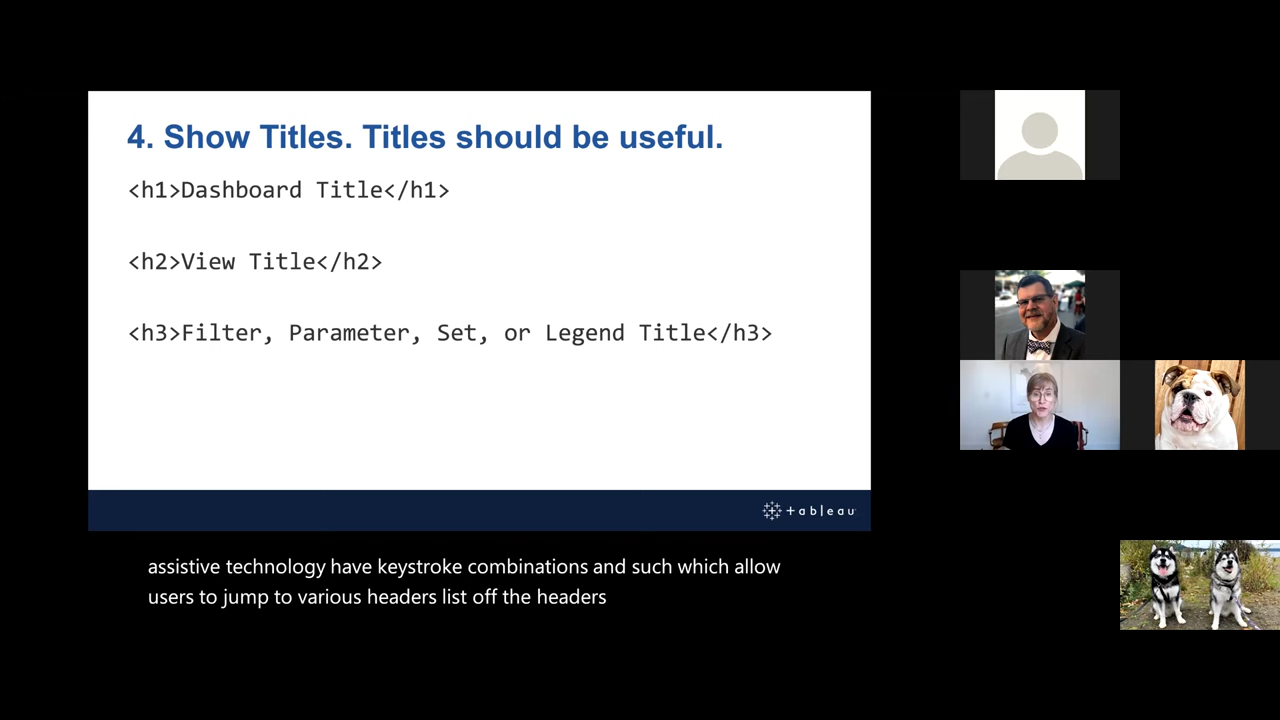 4. Show Titles. Titles should be useful.
<h1>Dashboard Title</h1>
<h2>View Title</h2>
<h3>Filter, Parameter, Set, or Legend Title</h3>
+ a b l e a u
assistive technology have keystroke combinations and such which allow
users to jump to various headers list off the headers